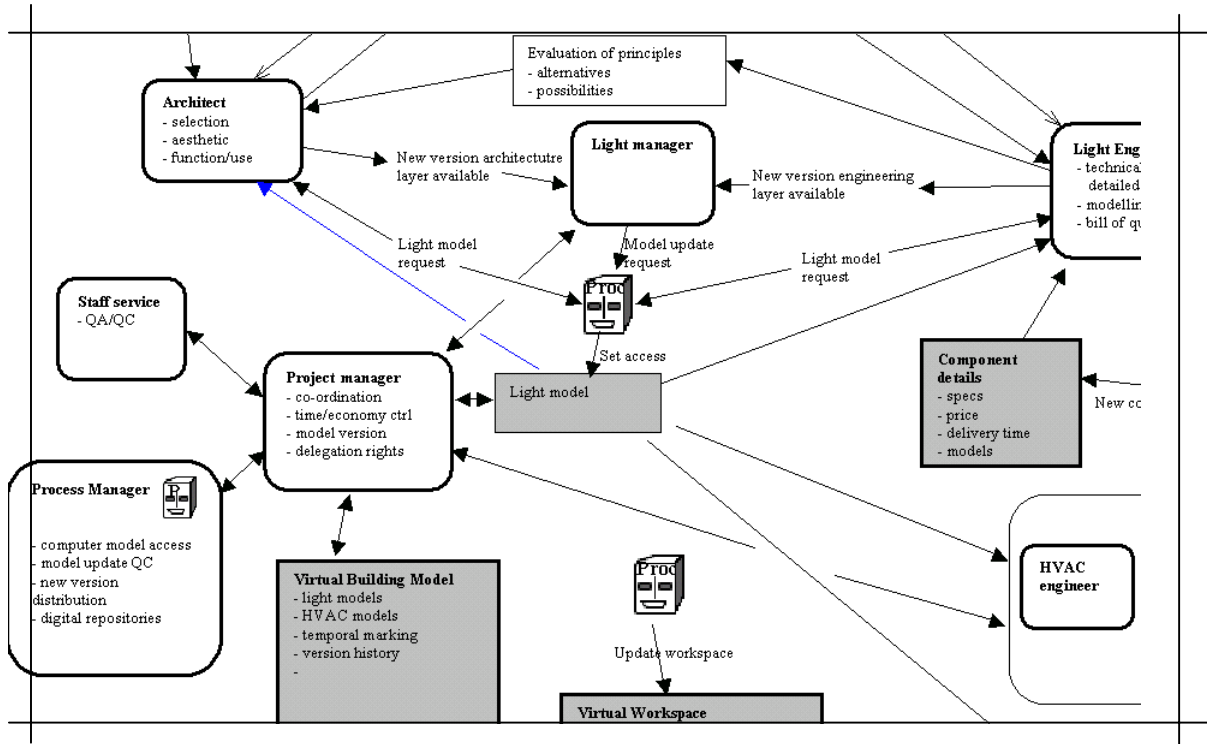 Evaluation of principles
- alternatives
- possibilities
Architect
- selection
- aesthetic
- function/use
Light manager
New version architectutre
layer available
New version engineering
layer available
Light Eng
- technica
detailed
- modellin
- bill of qu
Light model
request
Model update
request
Light model
request
Proc
Staff service
- QA/QC
Set access
Project manager
- co-ordination
- time/economy ctrl
- model version
- delegation rights
Light model
Component
details
- specs
- price
- delivery time
- models
New co
Process Manager
P
- computer model access
- model update QC
- new version
distribution
- digital repositories
Virtual Building Model
- light models
- HVAC models
- temporal marking
- version history
-
Proc
Update workspace
Virtual Workspace
HVAC
engineer